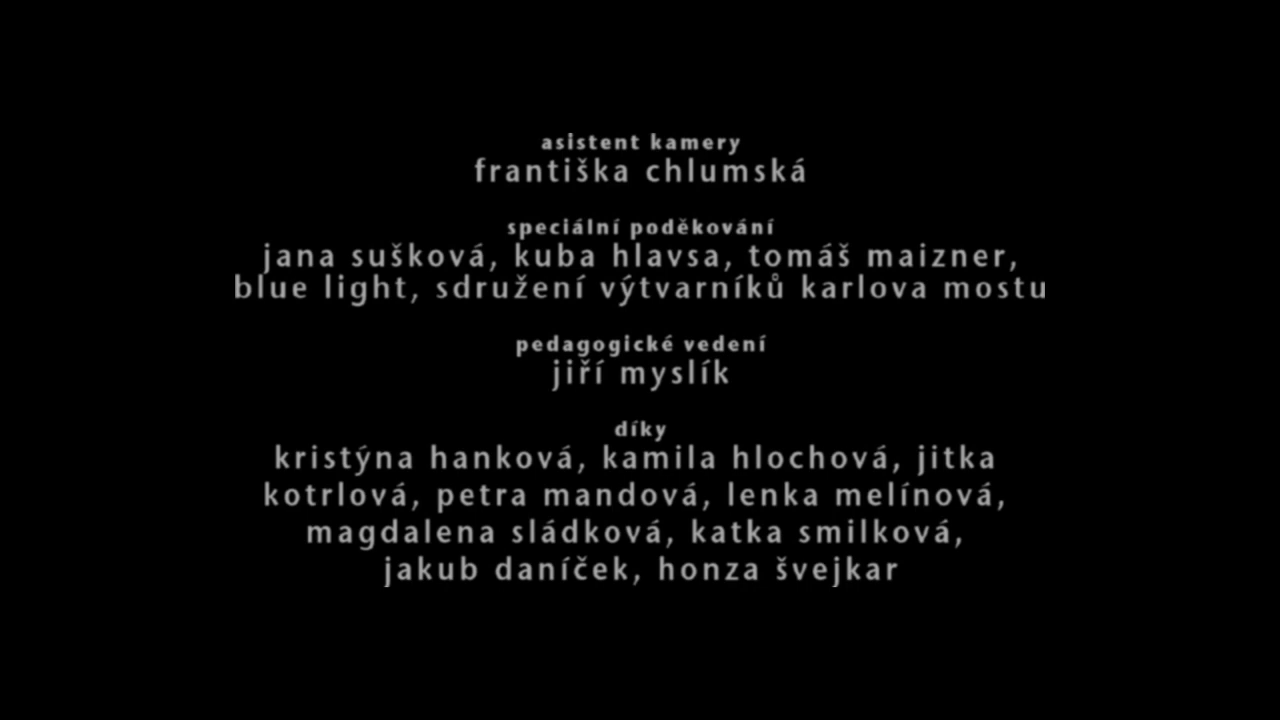 asistent kamery
františka chlumská
speciální poděkování
jana sušková, kuba hlavsa, tomáš maizner,
blue light, sdružení výtvarníků karlova mostu
pedagogické vedení
jiří myslík
díky
kristýna hanková, kamila hlochová, jitka
kotrlová, petra mandová, lenka melínová,
magdalena sládková, katka smilková,
jakub daníček, honza švejkar